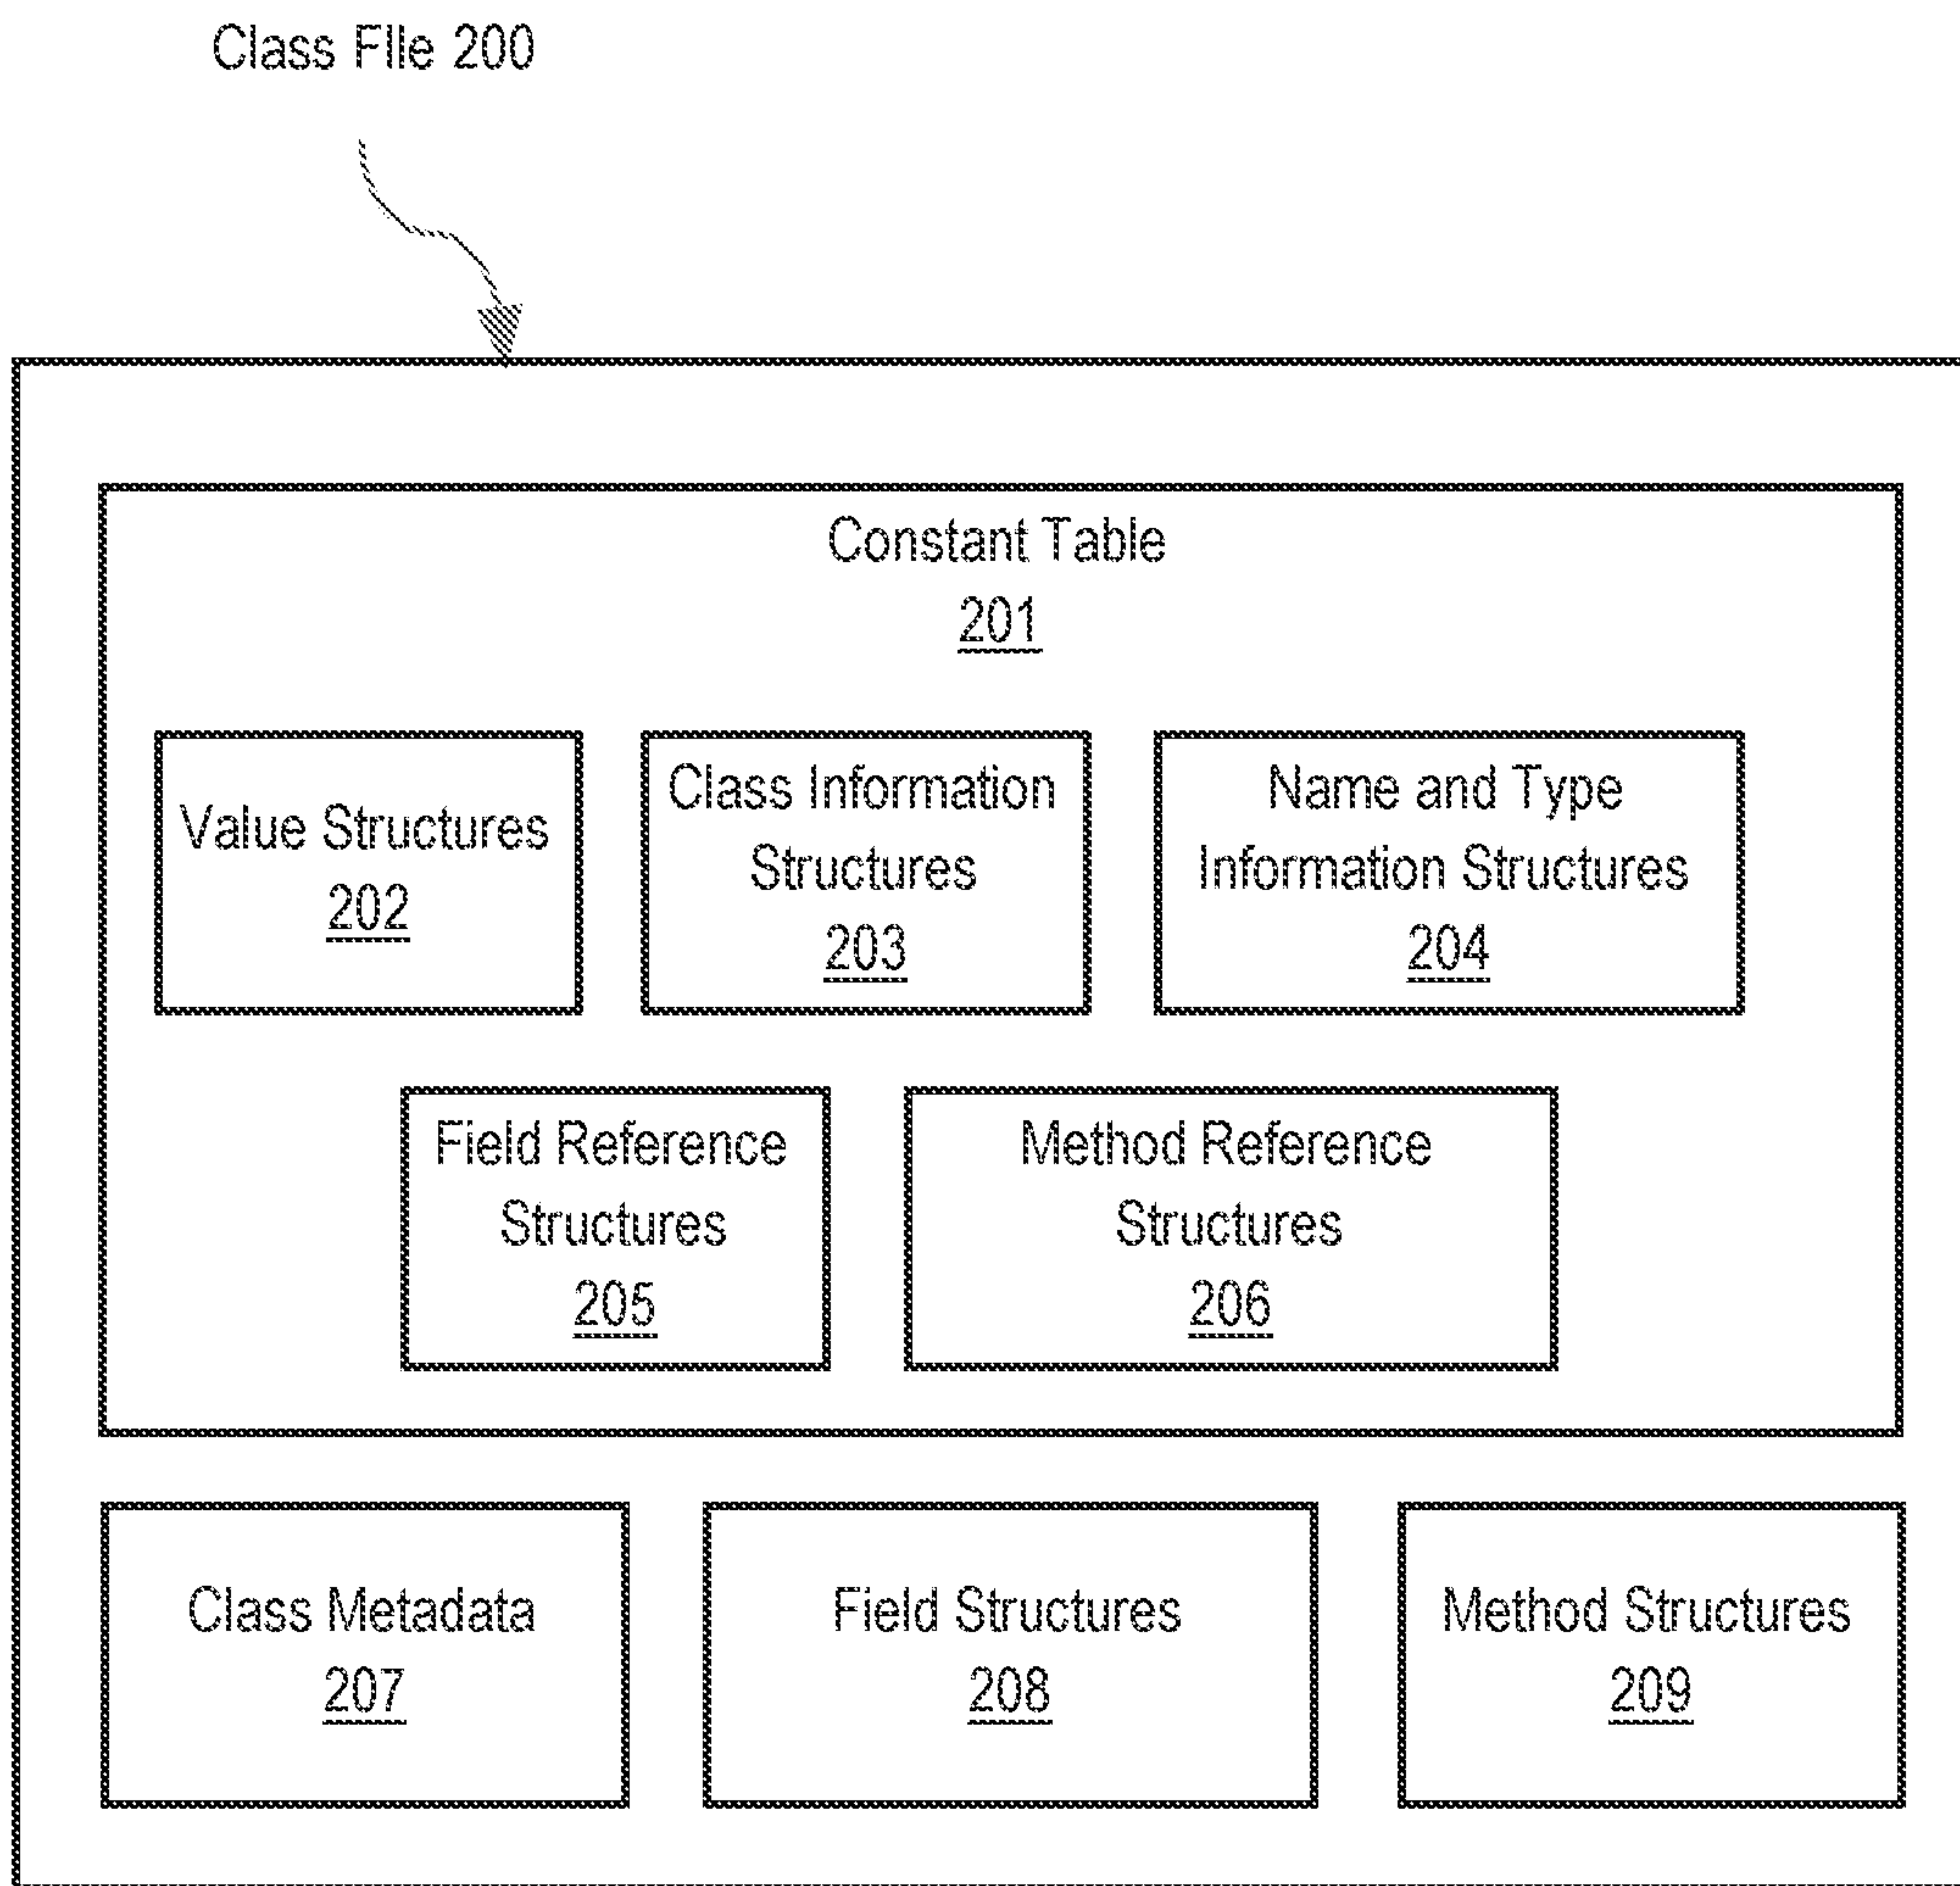 Class File 200
Constant Table
201
Value Structures
202
Class Information
Structures
203
Name and Type
Information Structures
204
Field Reference
Structures
205
Method Reference
Structures
206
Class Metadata
207
Field Structures
208
Method Structures
209